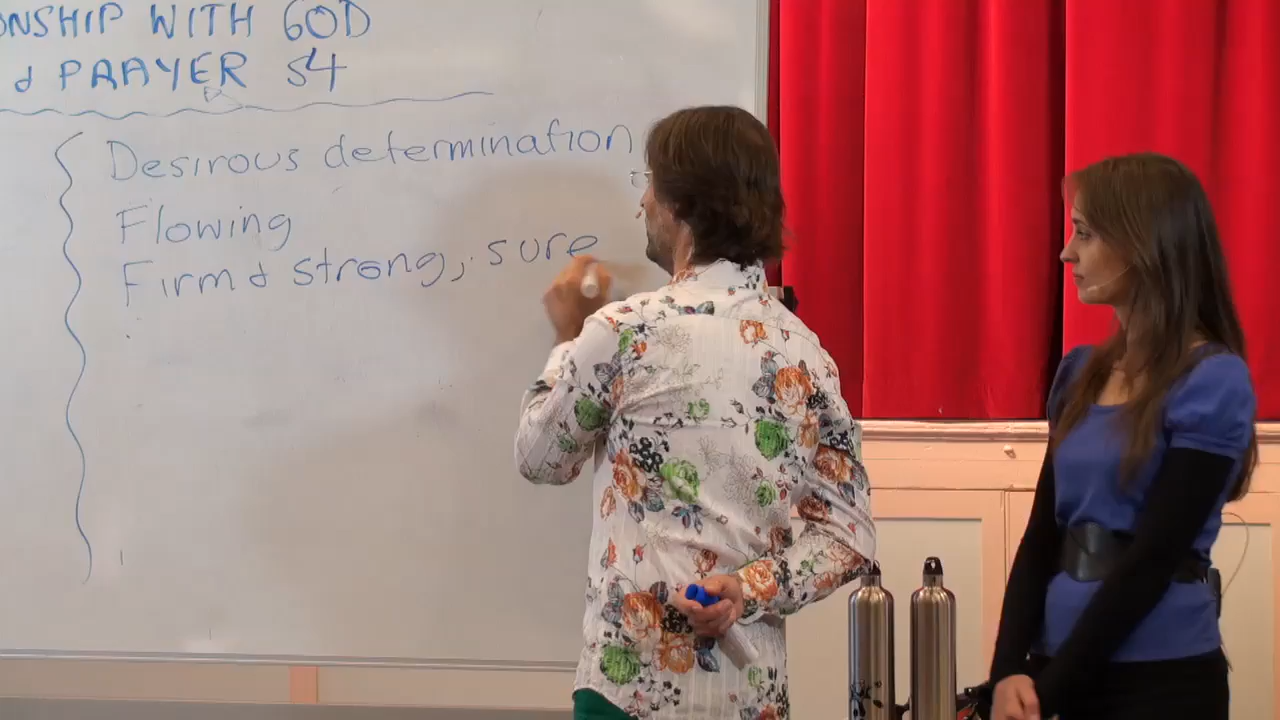 ONSHIP WITH GOD
& PRAYER S4
Desirous determination
Flowing
Firm & strong, sure